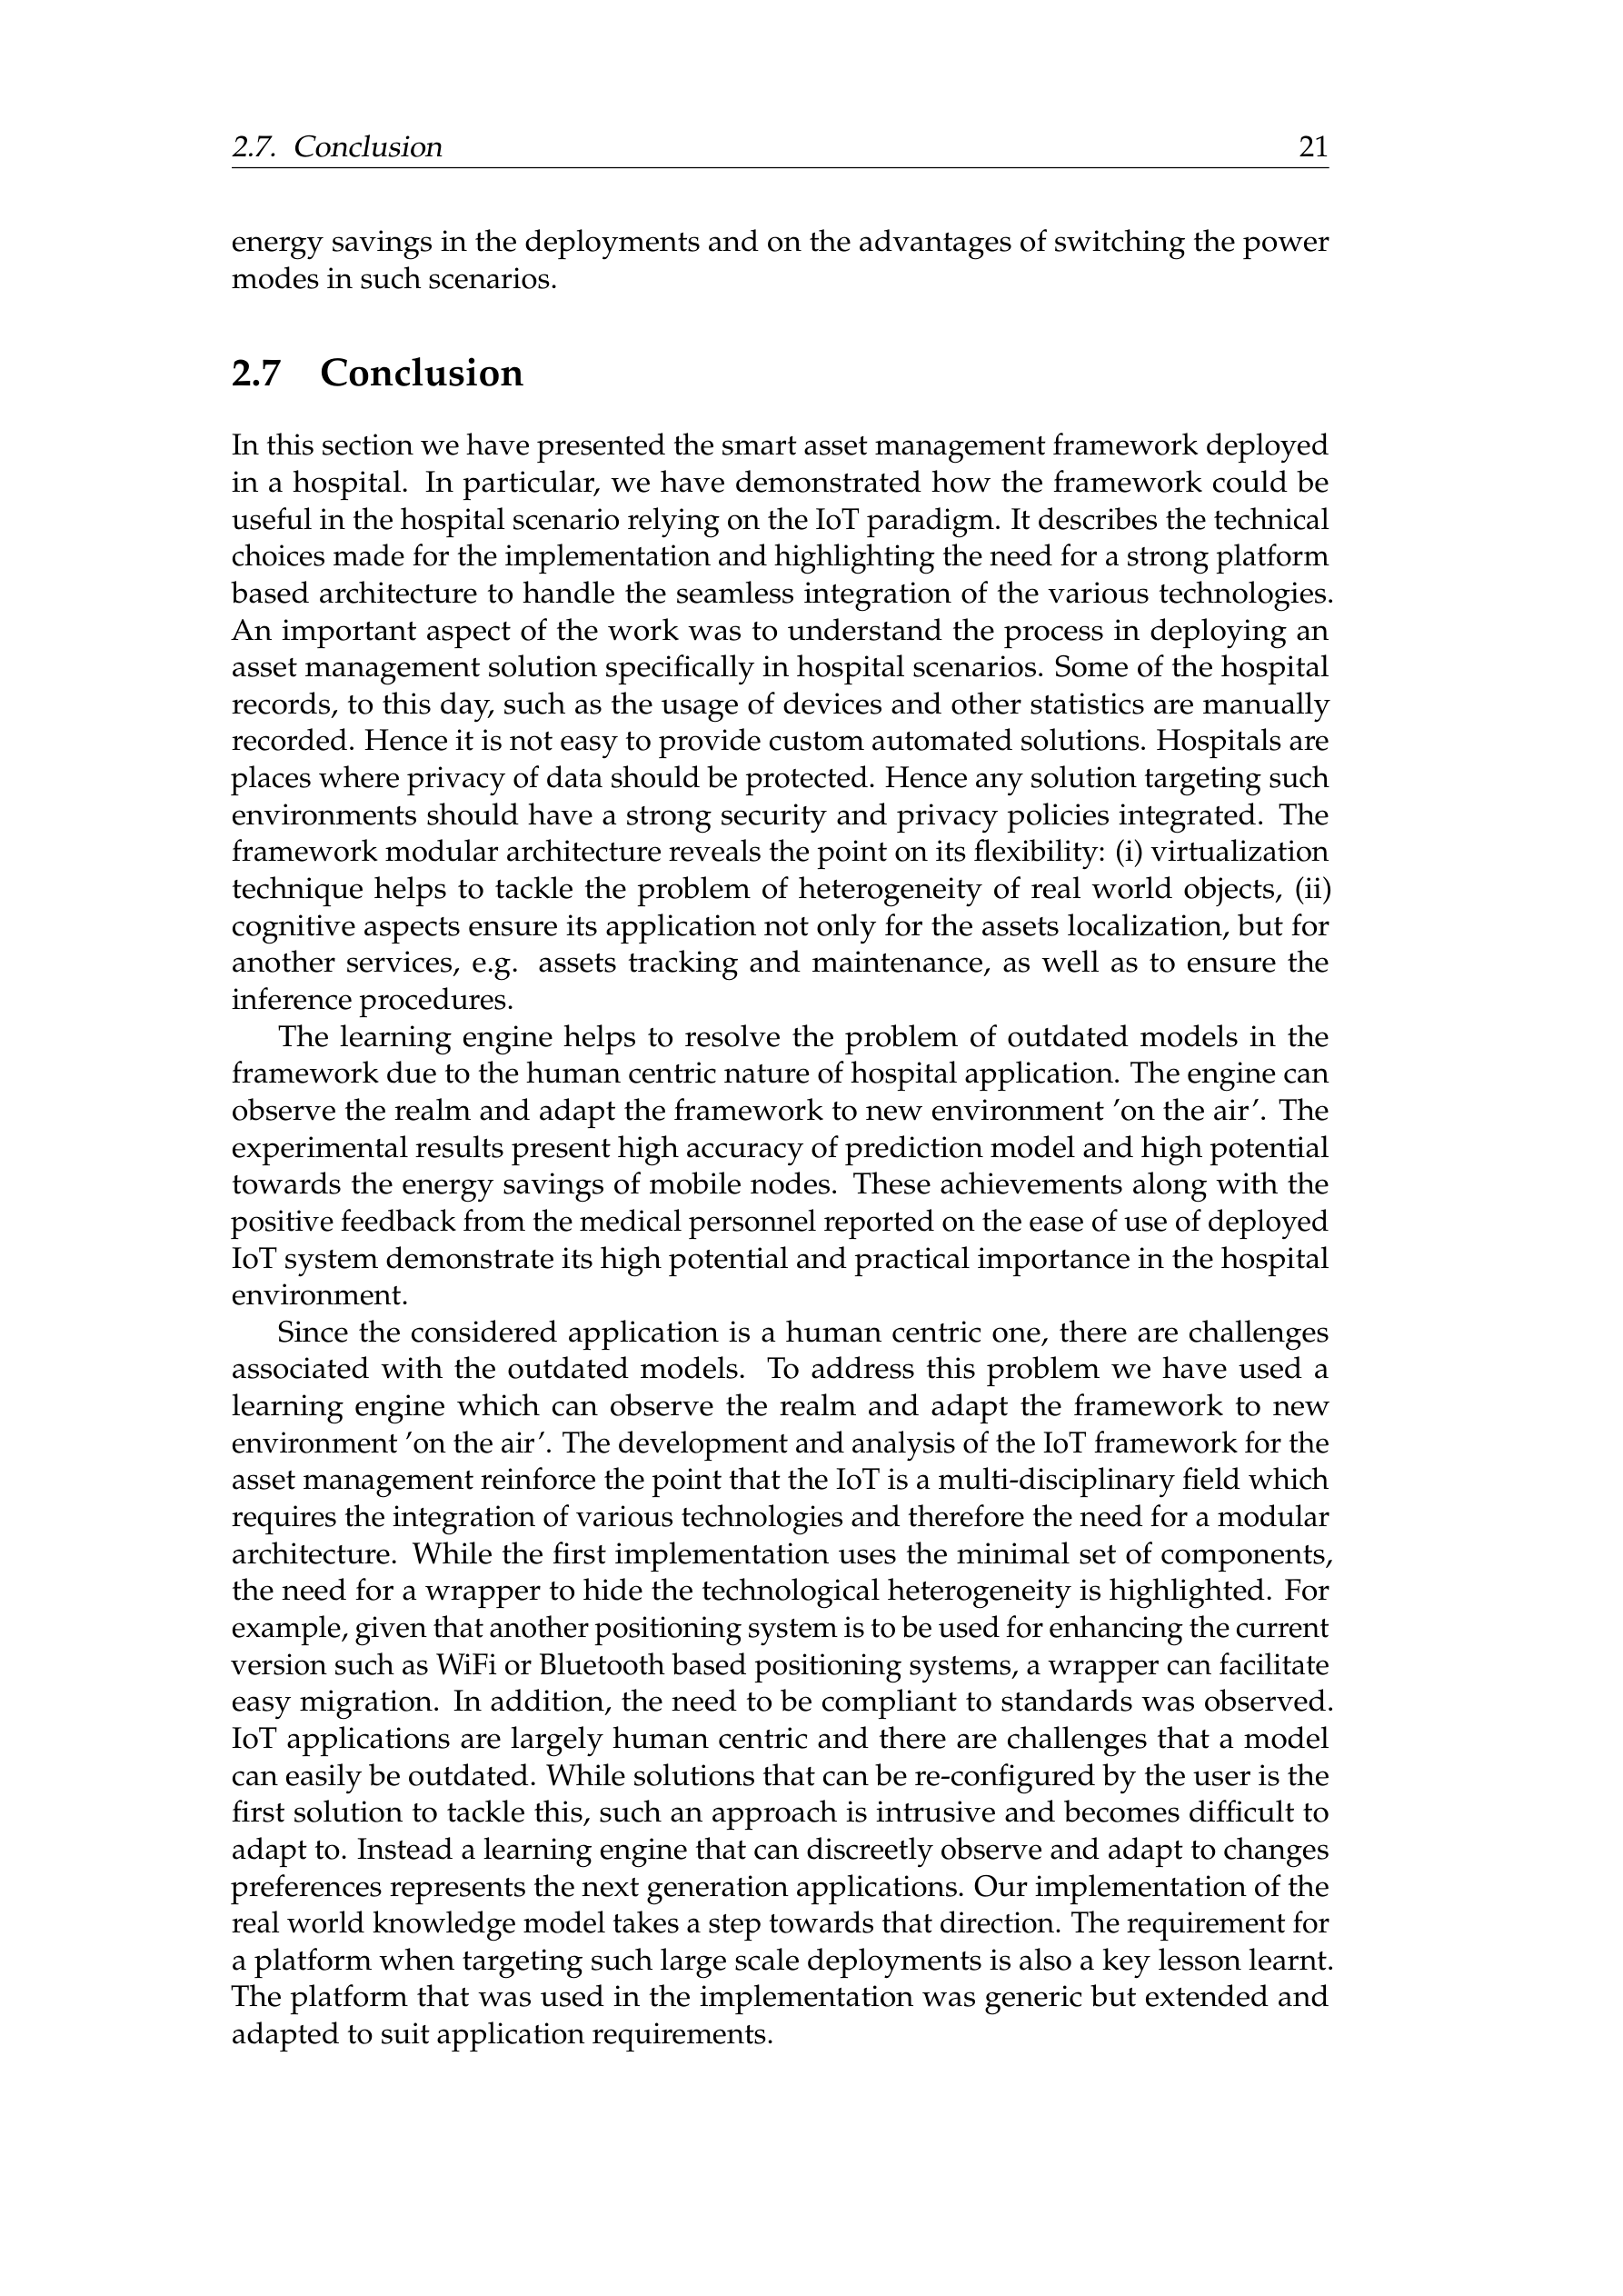 2.7. Conclusion 21
energy savings in the deployments and on the advantages of switching the power
modes in such scenarios.
2.7 Conclusion
In this section we have presented the smart asset management framework deployed
in a hospital. In particular, we have demonstrated how the framework could be
useful in the hospital scenario relying on the IoT paradigm. It describes the technical
choices made for the implementation and highlighting the need for a strong platform
based architecture to handle the seamless integration of the various technologies.
An important aspect of the work was to understand the process in deploying an
asset management solution specifically in hospital scenarios. Some of the hospital
records, to this day, such as the usage of devices and other statistics are manually
recorded. Hence it is not easy to provide custom automated solutions. Hospitals are
places where privacy of data should be protected. Hence any solution targeting such
environments should have a strong security and privacy policies integrated. The
framework modular architecture reveals the point on its flexibility: (i) virtualization
technique helps to tackle the problem of heterogeneity of real world objects, (ii)
cognitive aspects ensure its application not only for the assets localization, but for
another services, e.g. assets tracking and maintenance, as well as to ensure the
inference procedures.
The learning engine helps to resolve the problem of outdated models in the
framework due to the human centric nature of hospital application. The engine can
observe the realm and adapt the framework to new environment ’on the air’. The
experimental results present high accuracy of prediction model and high potential
towards the energy savings of mobile nodes. These achievements along with the
positive feedback from the medical personnel reported on the ease of use of deployed
IoT system demonstrate its high potential and practical importance in the hospital
environment.
Since the considered application is a human centric one, there are challenges
associated with the outdated models. To address this problem we have used a
learning engine which can observe the realm and adapt the framework to new
environment ’on the air’. The development and analysis of the IoT framework for the
asset management reinforce the point that the IoT is a multi-disciplinary field which
requires the integration of various technologies and therefore the need for a modular
architecture. While the first implementation uses the minimal set of components,
the need for a wrapper to hide the technological heterogeneity is highlighted. For
example, given that another positioning system is to be used for enhancing the current
version such as WiFi or Bluetooth based positioning systems, a wrapper can facilitate
easy migration. In addition, the need to be compliant to standards was observed.
IoT applications are largely human centric and there are challenges that a model
can easily be outdated. While solutions that can be re-configured by the user is the
first solution to tackle this, such an approach is intrusive and becomes difficult to
adapt to. Instead a learning engine that can discreetly observe and adapt to changes
preferences represents the next generation applications. Our implementation of the
real world knowledge model takes a step towards that direction. The requirement for
a platform when targeting such large scale deployments is also a key lesson learnt.
The platform that was used in the implementation was generic but extended and
adapted to suit application requirements.